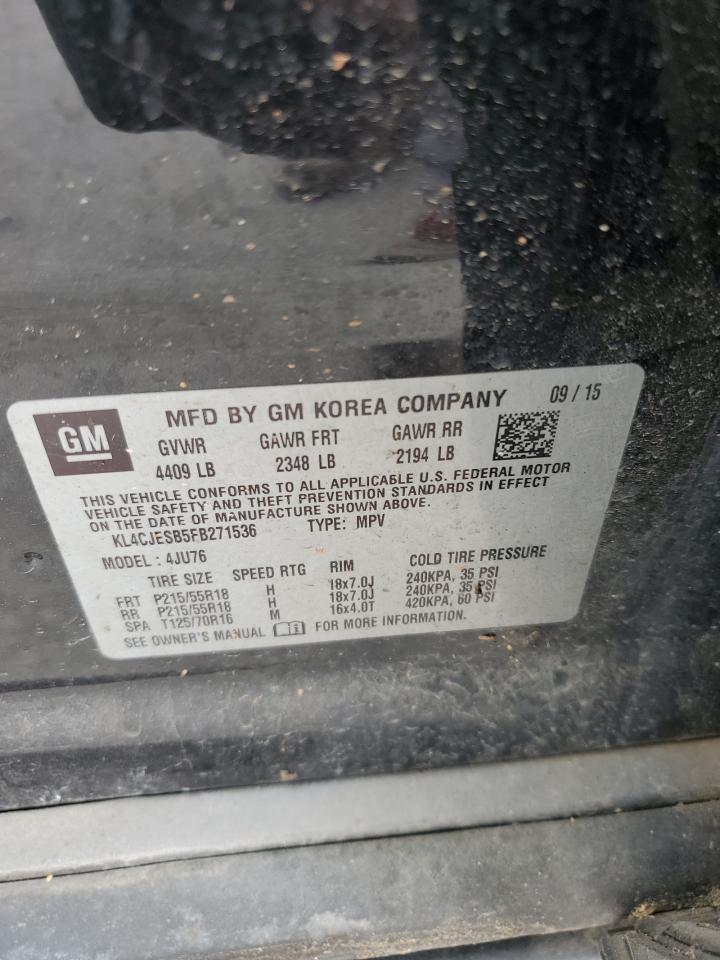 GM
MFD BY GM KOREA COMPANY 09 / 15
GVWR GAWR FRT GAWR RR
4409 LB 2348 LB 2194 LB
THIS VEHICLE CONFORMS TO ALL APPLICABLE U.S. FEDERAL MOTOR
VEHICLE SAFETY AND THEFT PREVENTION STANDARDS IN EFFECT
ON THE DATE OF MANUFACTURE SHOWN ABOVE.
KL4CJESB5FB271536 TYPE: MPV
MODEL : 4JU76
TIRE SIZE SPEED RTG RIM COLD TIRE PRESSURE
FRT P215/55R18 H 18x7.0J 240KPA, 35 PSI
RR P215/55R18 H 18x7.0J 240KPA, 35 PSI
SPA T125/70R16 M 16x4.0T 420KPA, 60 PSI
SEE OWNER'S MANUAL FOR MORE INFORMATION.